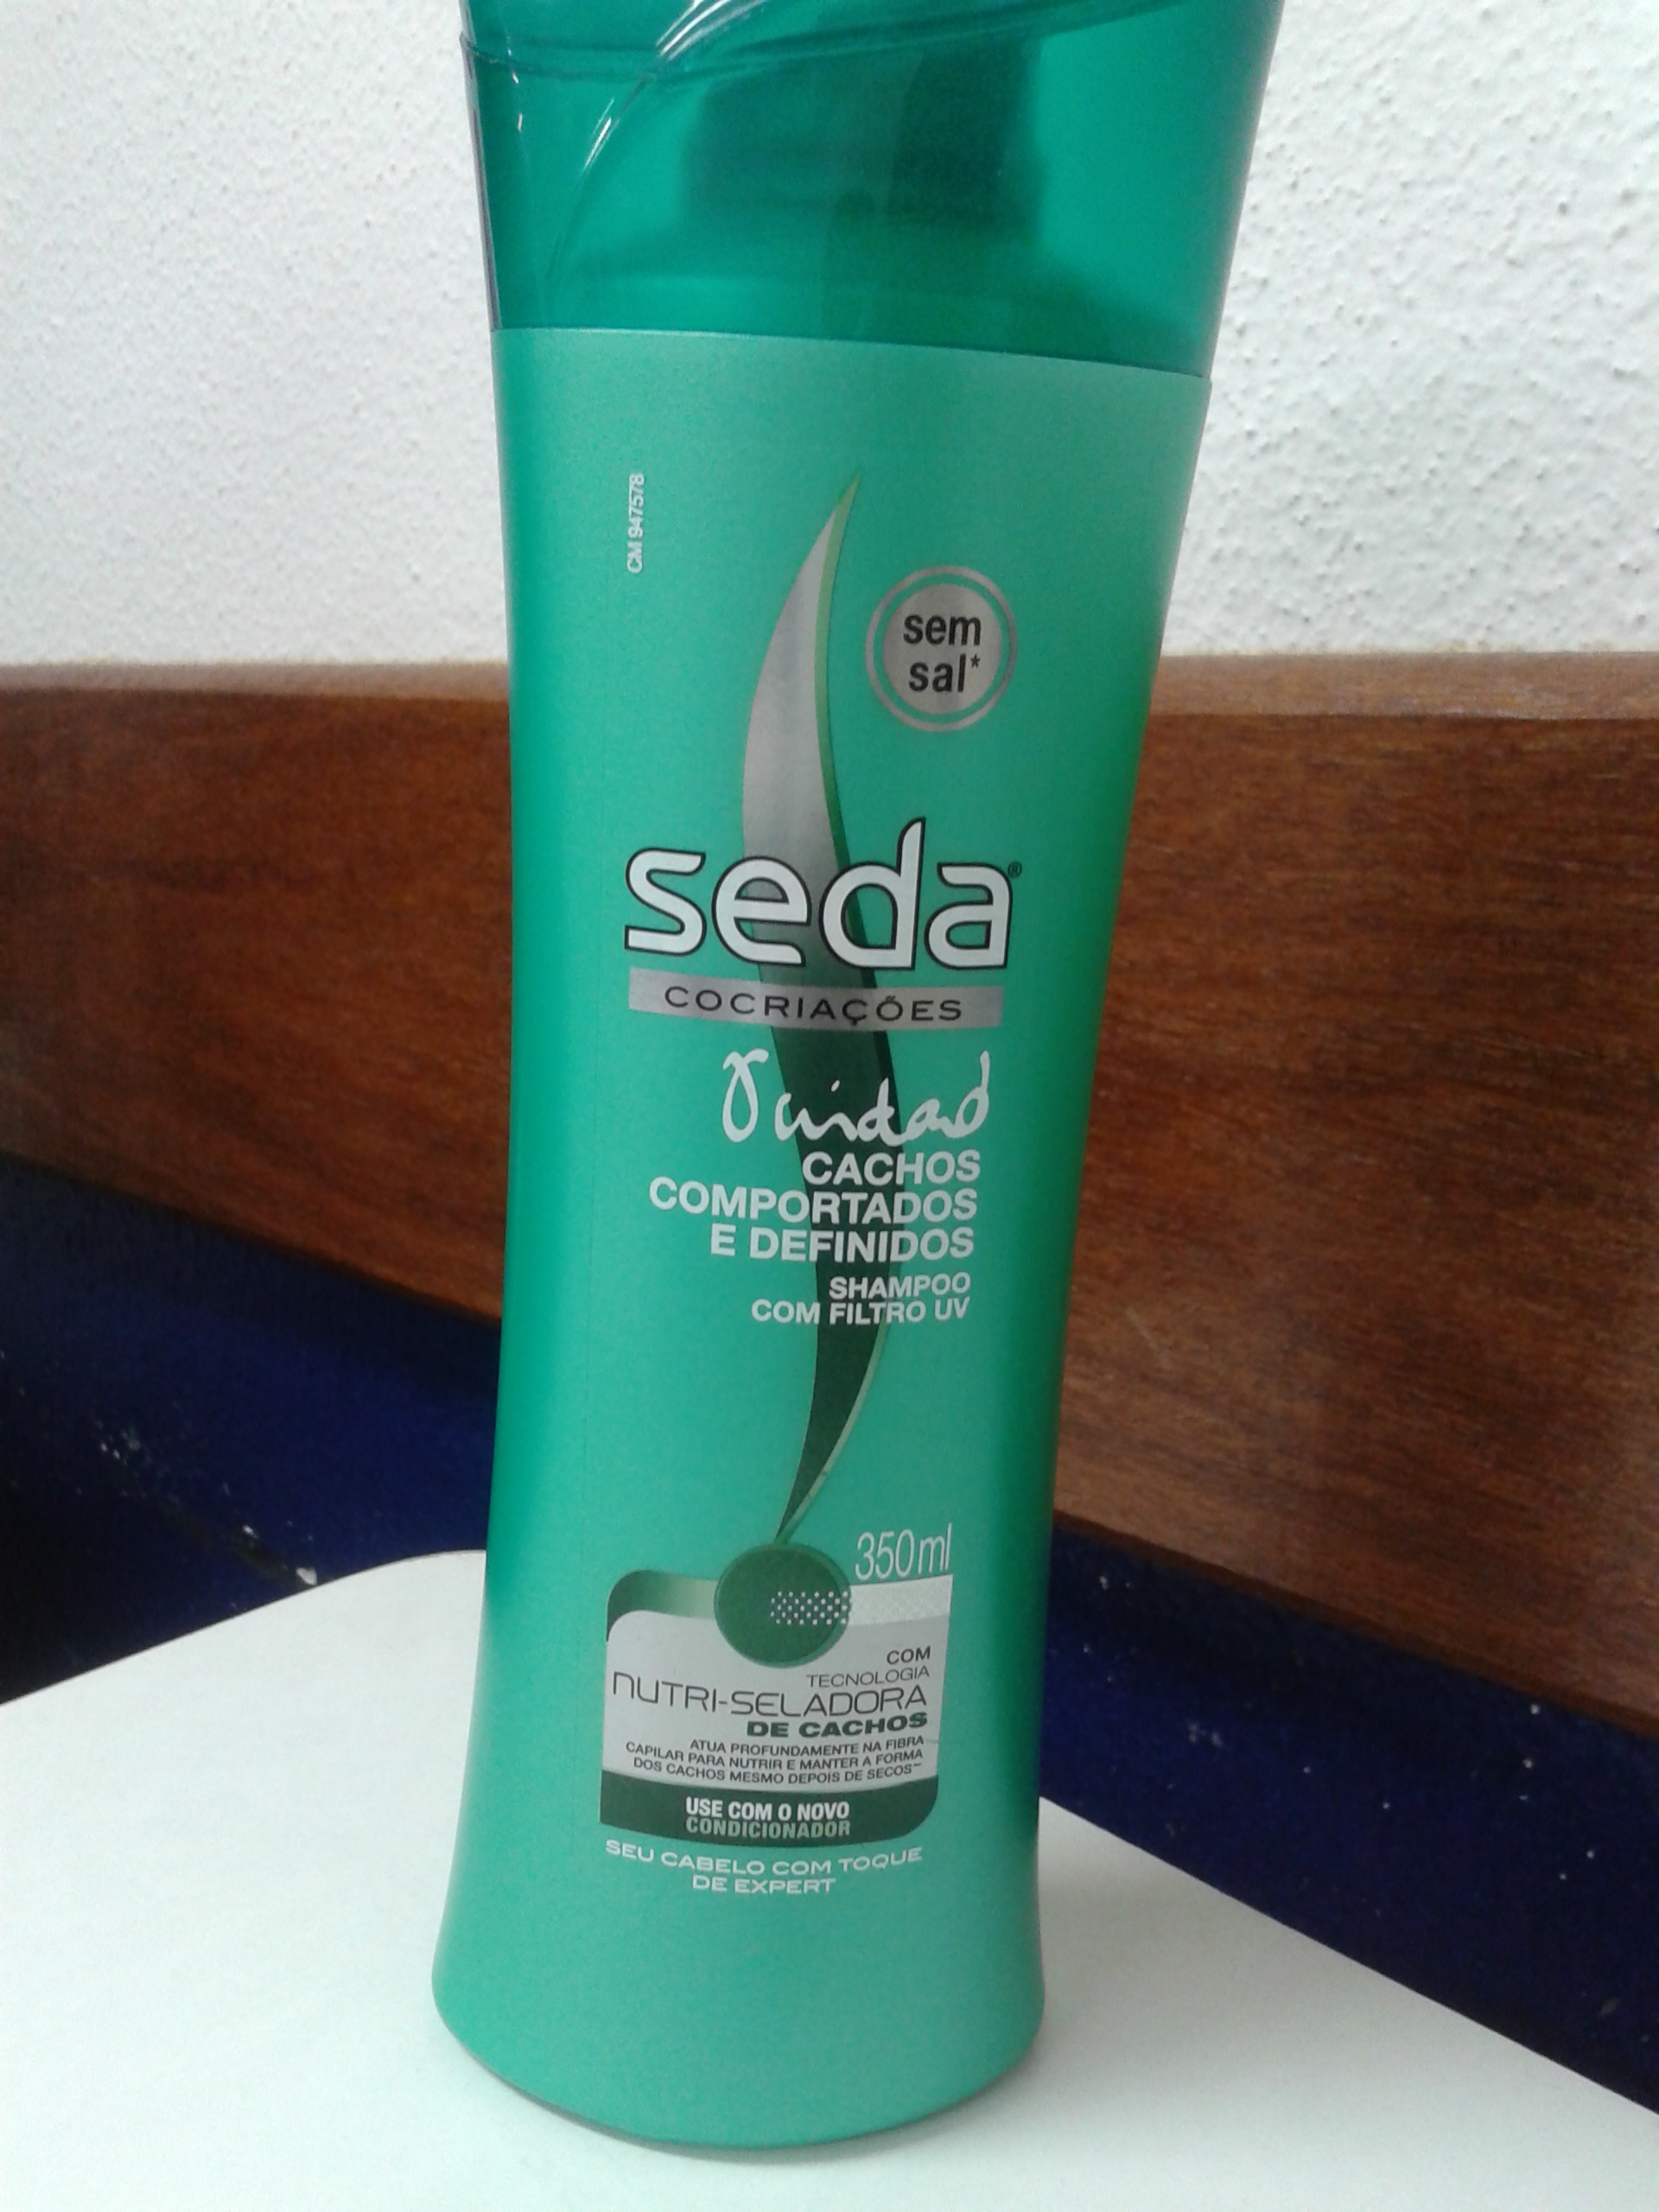 CM 947578
sem
sal*
seda®
COCRIAÇÕES
Ouidad
CACHOS
COMPORTADOS
E DEFINIDOS
SHAMPOO
COM FILTRO UV
350ml
COM
TECNOLOGIA
NUTRI-SELADORA
DE CACHOS
ATUA PROFUNDAMENTE NA FIBRA
CAPILAR PARA NUTRIR E MANTER A FORMA
DOS CACHOS MESMO DEPOIS DE SECOS**
USE COM O NOVO
CONDICIONADOR
SEU CABELO COM TOQUE
DE EXPERT